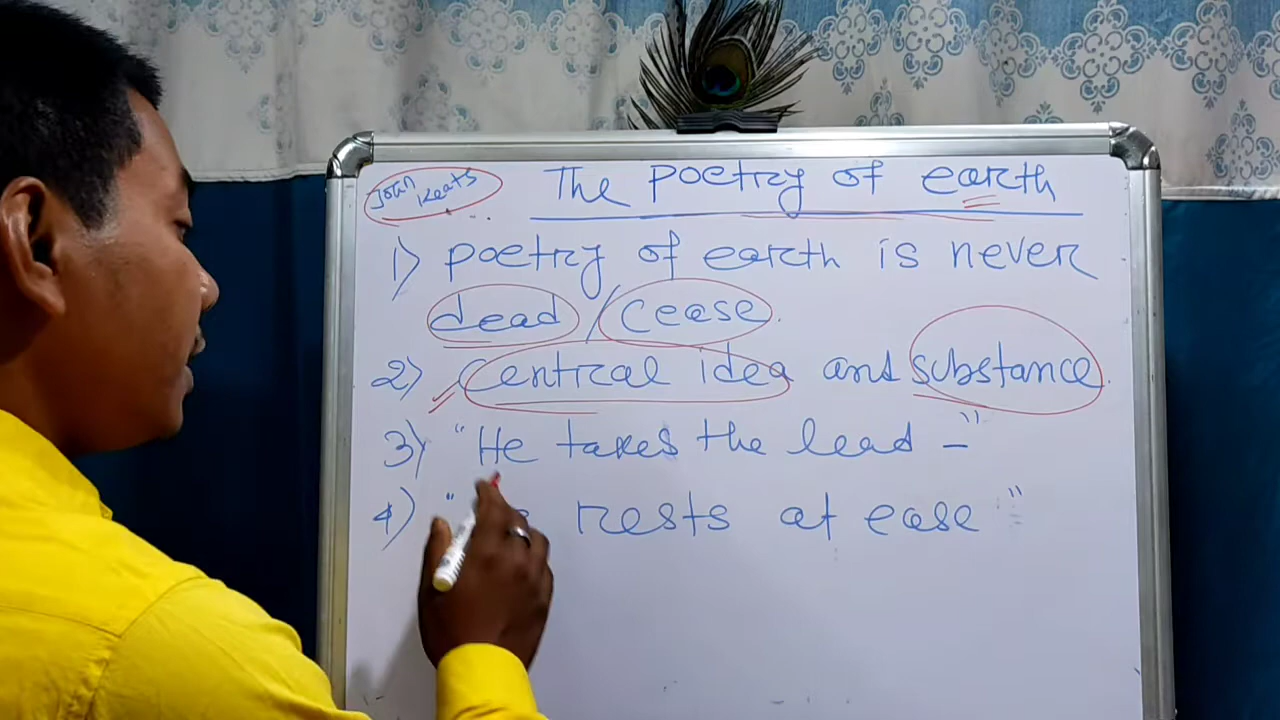 John Keats
The Poetry of earth
1) poetry of earth is never
dead / cease.
2) Central idea and substance
3) "He takes the lead - "
4) " rests at ease "